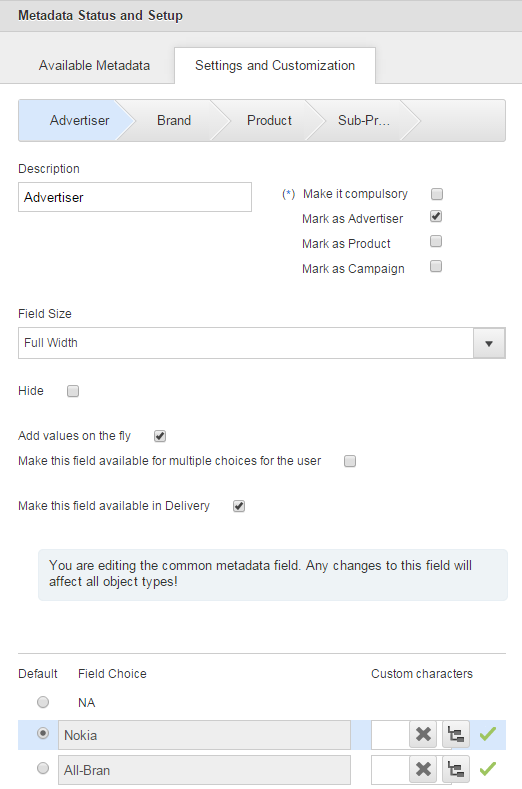 Metadata Status and Setup
Available Metadata Settings and Customization
Advertiser Brand Product Sub-Pr...
Description
Advertiser
(*) Make it compulsory
Mark as Advertiser
Mark as Product
Mark as Campaign
Field Size
Full Width
Hide
Add values on the fly
Make this field available for multiple choices for the user
Make this field available in Delivery
You are editing the common metadata field. Any changes to this field will
affect all object types!
Default Field Choice Custom characters
NA
Nokia
All-Bran